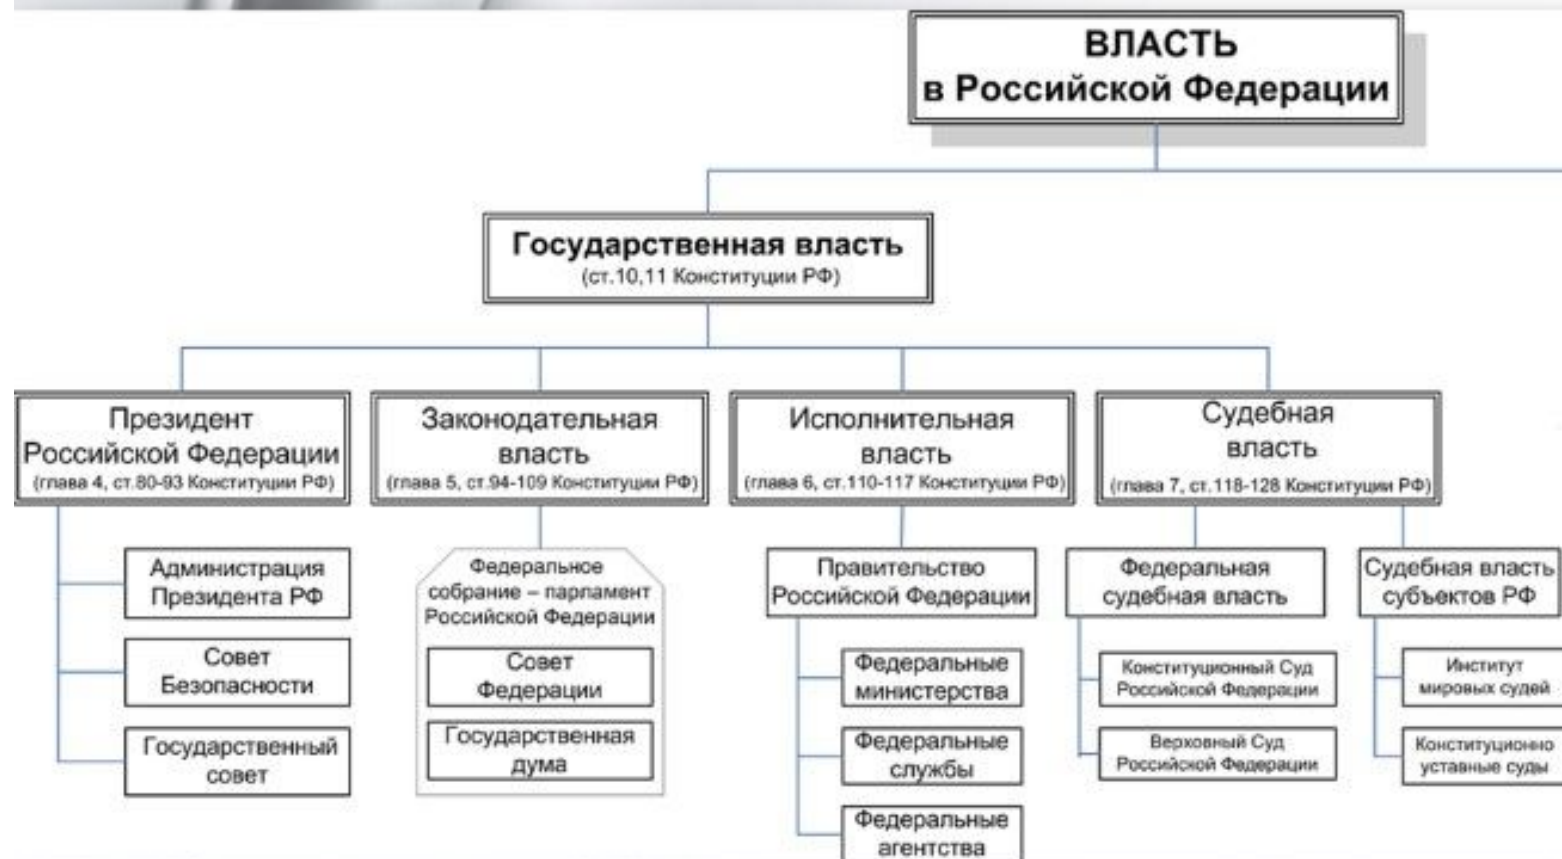 ВЛАСТЬ
в Российской Федерации
Государственная власть
(ст.10,11 Конституции РФ)
Президент
Российской Федерации
(глава 4, ст.80-93 Конституции РФ)
Администрация
Президента РФ
Совет
Безопасности
Государственный
совет
Законодательная
власть
(глава 5, ст.94-109 Конституции РФ)
Федеральное
собрание – парламент
Российской Федерации
Совет
Федерации
Государственная
дума
Исполнительная
власть
(глава 6, ст.110-117 Конституции РФ)
Правительство
Российской Федерации
Федеральные
министерства
Федеральные
службы
Федеральные
агентства
Судебная
власть
(глава 7, ст.118-128 Конституции РФ)
Федеральная
судебная власть
Конституционный Суд
Российской Федерации
Верховный Суд
Российской Федерации
Судебная власть
субъектов РФ
Институт
мировых судей
Конституционно
уставные суды